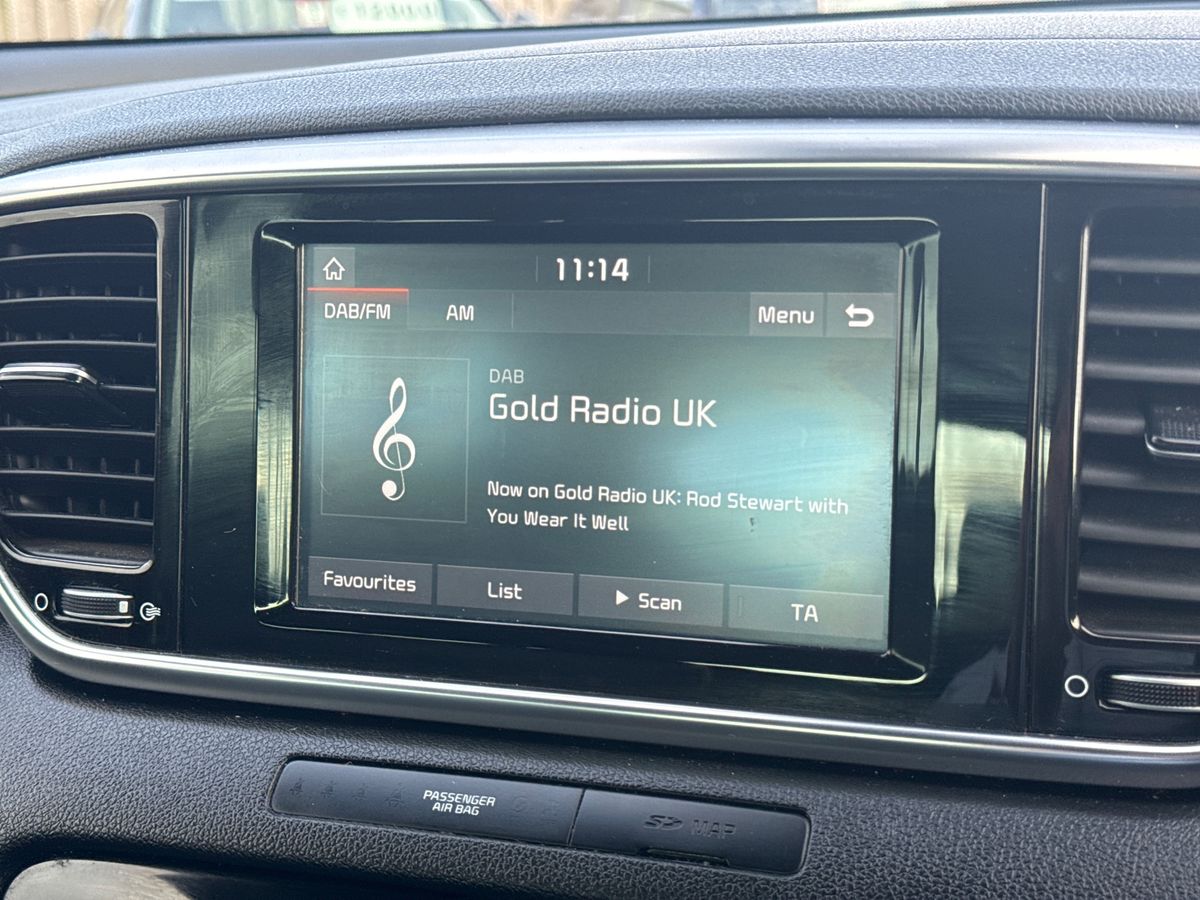 11:14
DAB/FM
AM
Menu
DAB
Gold Radio UK
Now on Gold Radio UK: Rod Stewart with
You Wear It Well
Favourites
List
Scan
TA
PASSENGER
AIR BAG
SD MAP